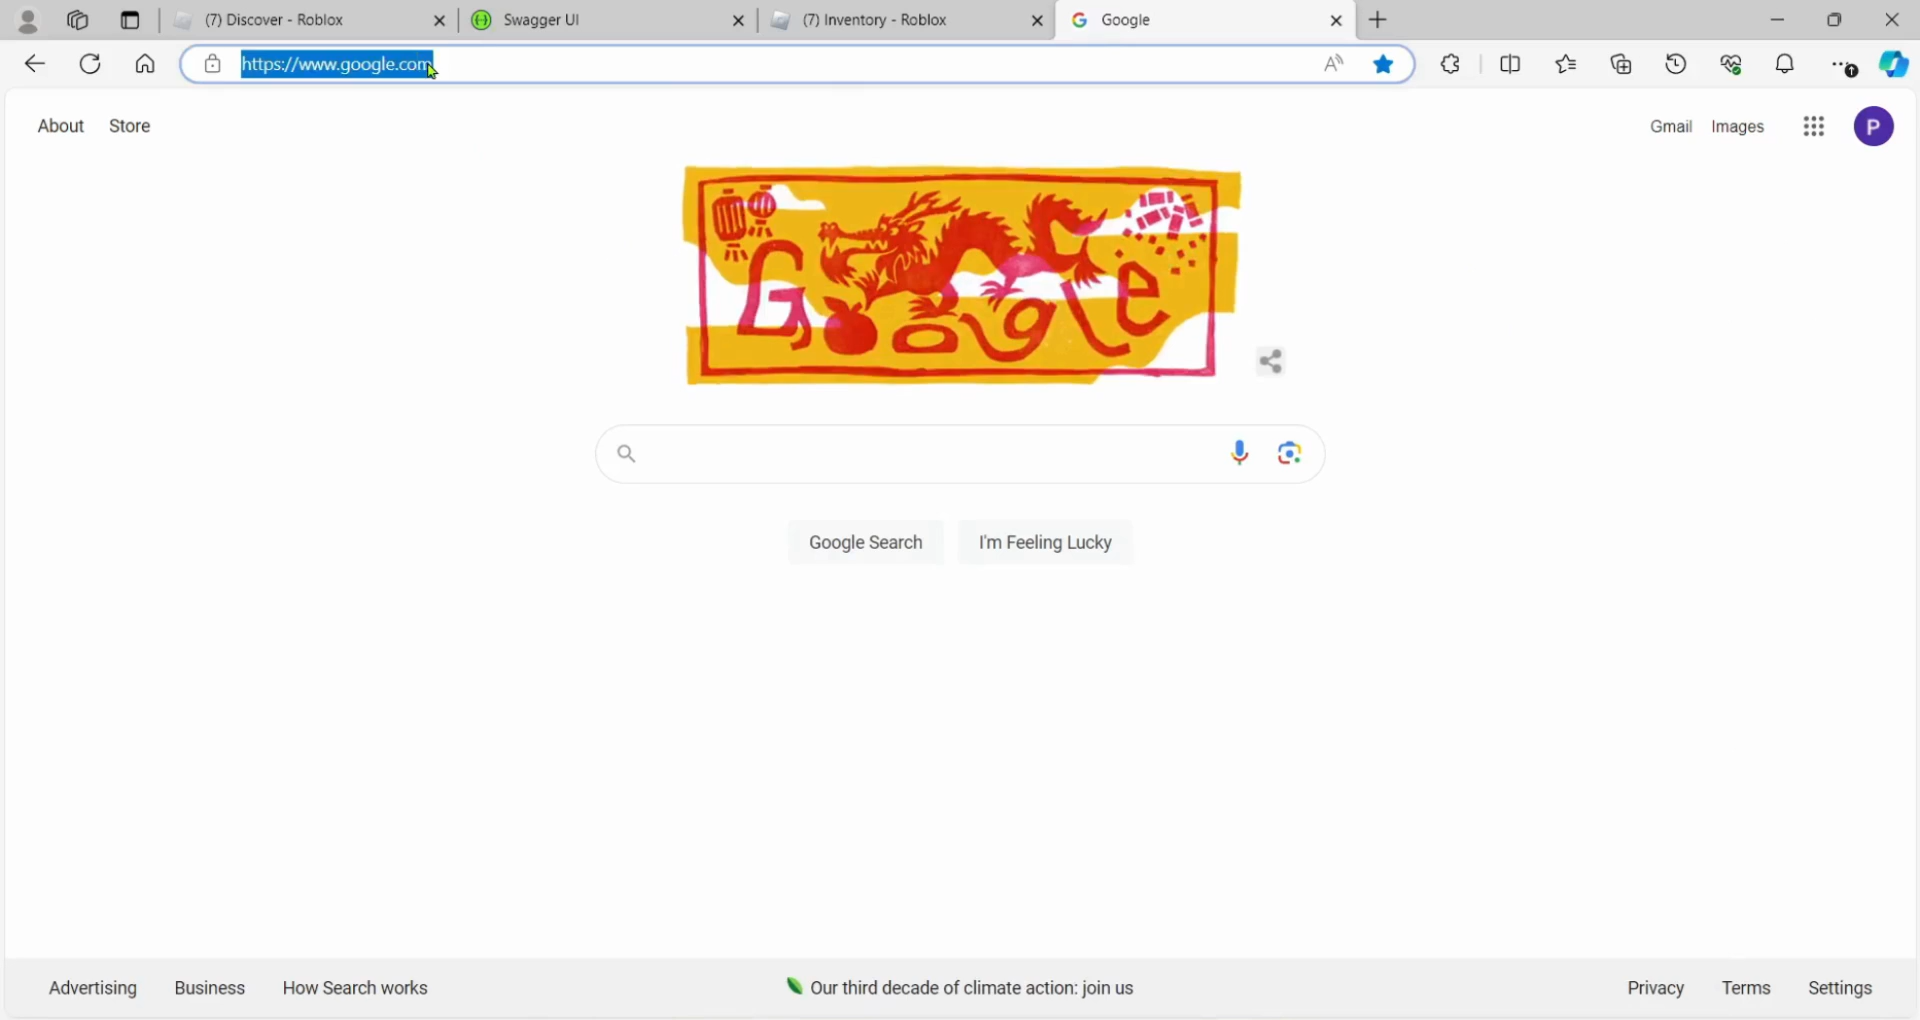 (7) Discover - Roblox
Swagger UI
(7) Inventory - Roblox
Google
https://www.google.com
About
Store
Gmail
Images
P
Google
Google Search
I'm Feeling Lucky
Advertising
Business
How Search works
Our third decade of climate action: join us
Privacy
Terms
Settings